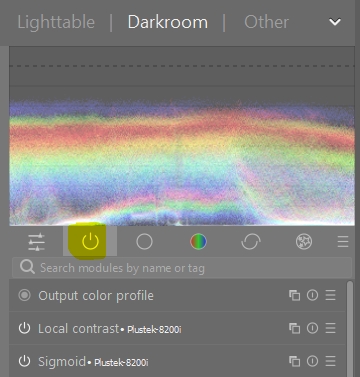 Lighttable | Darkroom | Other
Search modules by name or tag
Output color profile
Local contrast • Plustek-8200i
Sigmoid • Plustek-8200i